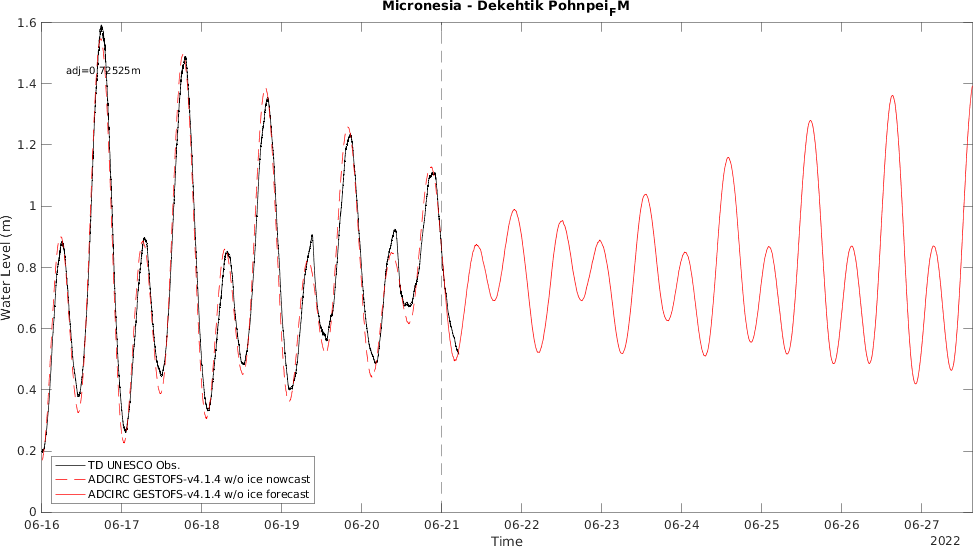 Micronesia - Dekehtik Pohnpei_FM
adj=0.72525m
Water Level (m)
1.6
1.4
1.2
1
0.8
0.6
0.4
0.2
0
TD UNESCO Obs.
ADCIRC GESTOFS-v4.1.4 w/o ice nowcast
ADCIRC GESTOFS-v4.1.4 w/o ice forecast
06-16 06-17 06-18 06-19 06-20 06-21 06-22 06-23 06-24 06-25 06-26 06-27
Time
2022